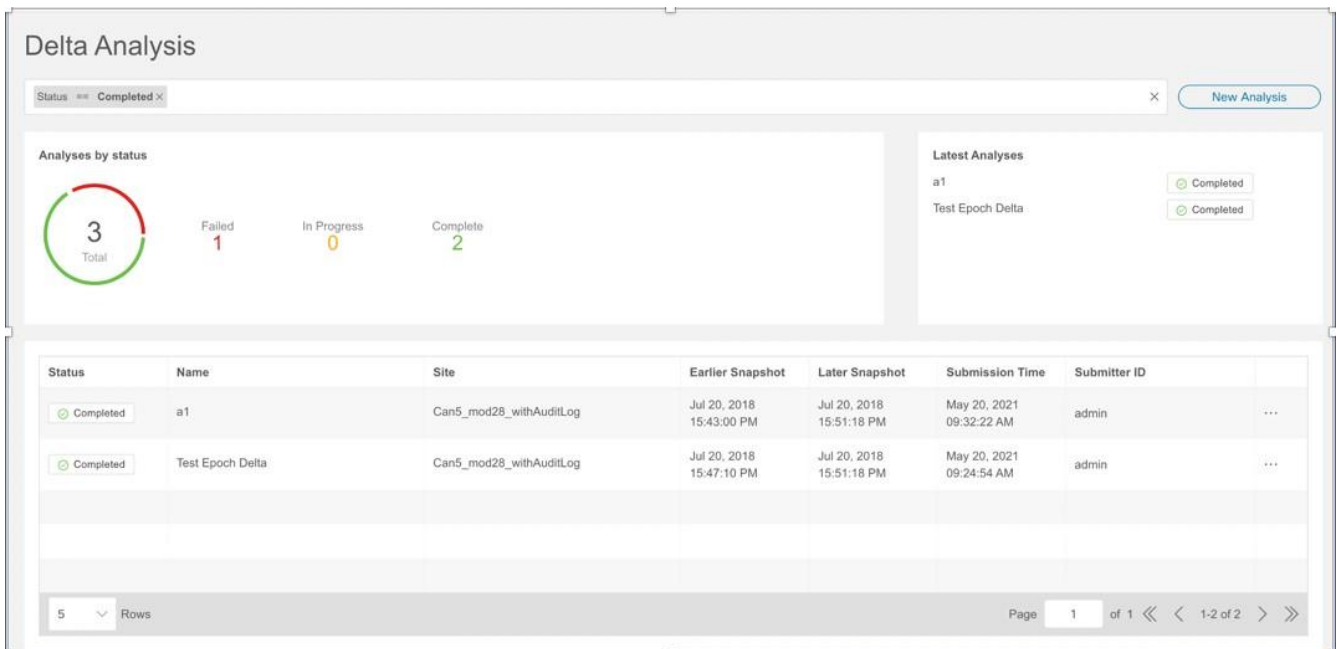 Delta Analysis
Status == Completed ×
× New Analysis
Analyses by status
3
Total
Failed
1
In Progress
0
Complete
2
Latest Analyses
a1 Completed
Test Epoch Delta Completed
Status Name Site Earlier Snapshot Later Snapshot Submission Time Submitter ID
Completed a1 Can5_mod28_withAuditLog Jul 20, 2018 15:43:00 PM Jul 20, 2018 15:51:18 PM May 20, 2021 09:32:22 AM admin ...
Completed Test Epoch Delta Can5_mod28_withAuditLog Jul 20, 2018 15:47:10 PM Jul 20, 2018 15:51:18 PM May 20, 2021 09:24:54 AM admin ...
5 Rows Page 1 of 1 1-2 of 2